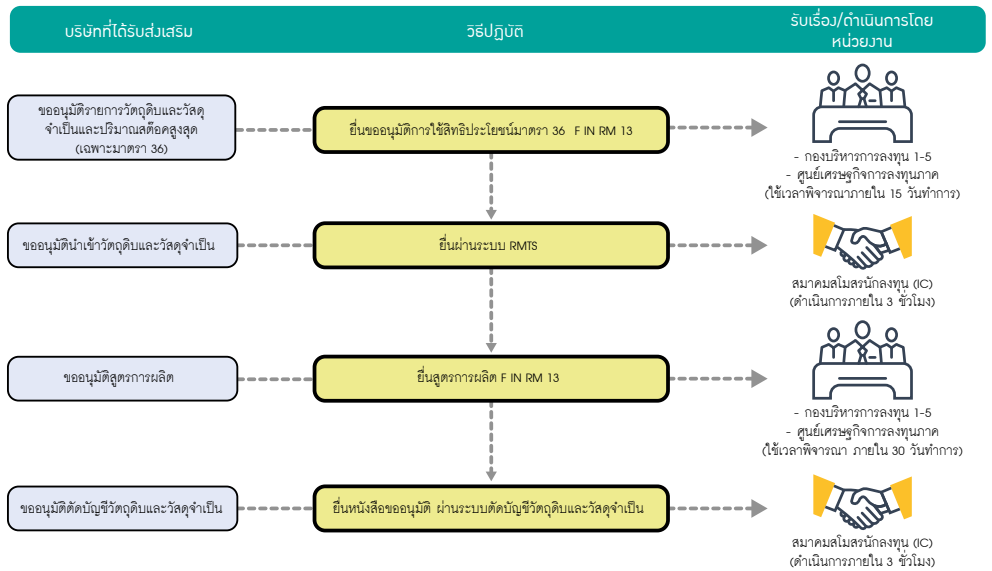 บริษัทที่ได้รับส่งเสริม
วิธีปฏิบัติ
รับเรื่อง/ดำเนินการโดย
หน่วยงาน
ขออนุมัติรายการวัตถุดิบและวัสดุ
จำเป็นและปริมาณสต๊อคสูงสุด
(เฉพาะมาตรา 36)
ยื่นขออนุมัติการใช้สิทธิประโยชน์มาตรา 36 F IN RM 13
- กองบริหารการลงทุน 1-5
- ศูนย์เศรษฐกิจการลงทุนภาค
(ใช้เวลาพิจารณาภายใน 15 วันทำการ)
ขออนุมัตินำเข้าวัตถุดิบและวัสดุจำเป็น
ยื่นผ่านระบบ RMTS
สมาคมสโมสรนักลงทุน (IC)
(ดำเนินการภายใน 3 ชั่วโมง)
ขออนุมัติสูตรการผลิต
ยื่นสูตรการผลิต F IN RM 13
- กองบริหารการลงทุน 1-5
- ศูนย์เศรษฐกิจการลงทุนภาค
(ใช้เวลาพิจารณา ภายใน 30 วันทำการ)
ขออนุมัติตัดบัญชีวัตถุดิบและวัสดุจำเป็น
ยื่นหนังสือขออนุมัติ ผ่านระบบตัดบัญชีวัตถุดิบและวัสดุจำเป็น
สมาคมสโมสรนักลงทุน (IC)
(ดำเนินการภายใน 3 ชั่วโมง)